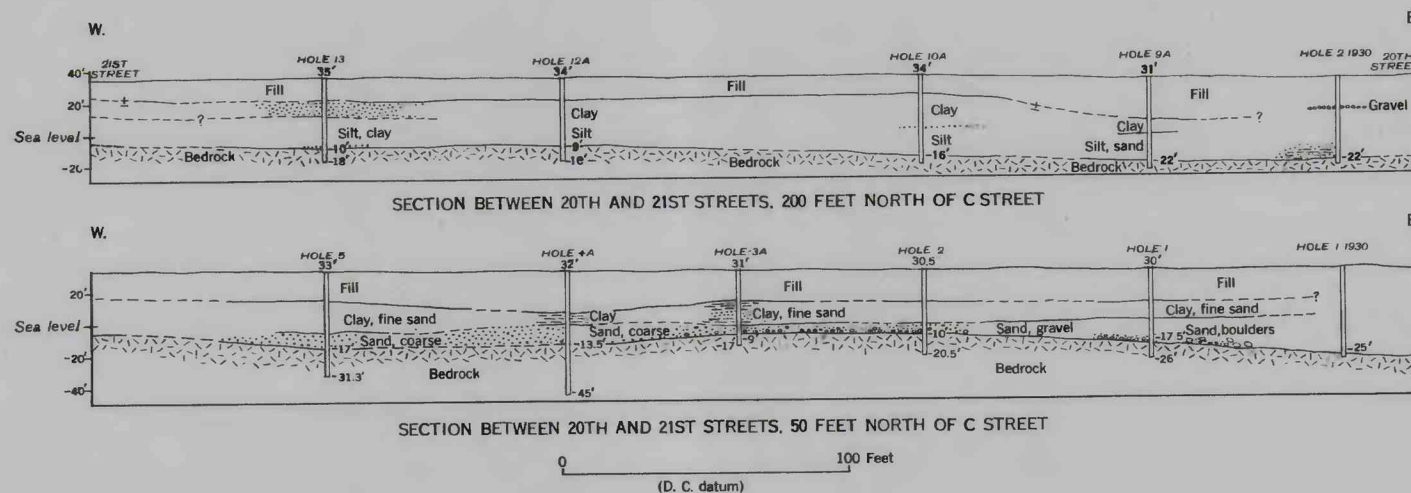 W. E
21ST STREET HOLE 13 HOLE 12A HOLE 10A HOLE 9A HOLE 2 1930 20TH STREET
35' 34' 34' 31'
40'
Fill Fill Fill
20' ± ± Gravel
? Clay Clay ?
Sea level Silt, clay Silt Silt Clay
Silt, sand
-10' -9' -16' -22' -22'
-18' -16'
Bedrock Bedrock Bedrock
-20
SECTION BETWEEN 20TH AND 21ST STREETS, 200 FEET NORTH OF C STREET
W. E
HOLE 5 HOLE 4A HOLE 3A HOLE 2 HOLE 1 HOLE 1 1930
33' 32' 31' 30.5 30'
Fill Fill Fill
20' ?
Clay, fine sand Clay Clay, fine sand Clay, fine sand
Sea level Sand, coarse Sand, coarse Sand, gravel Sand, boulders
-17 -13.5' -9 -10 -17.5'
-17 -20.5' -26' -25'
-20'
-31.3' Bedrock Bedrock
-40' -45'
SECTION BETWEEN 20TH AND 21ST STREETS, 50 FEET NORTH OF C STREET
0 100 Feet
(D. C. datum)